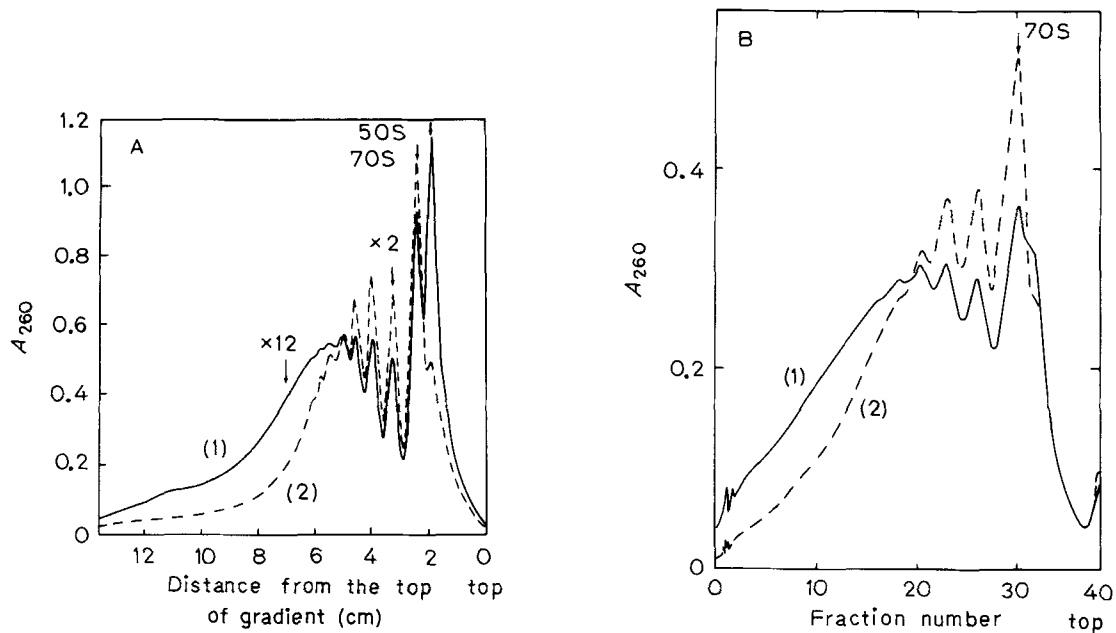 A
1.2
1.0
0.8
0.6
0.4
0.2
0
A260
50S
70S
×2
×12
(1)
(2)
12 10 8 6 4 2 0
Distance from the top top
of gradient (cm)
B
70S
0.4
0.2
0
A260
(1)
(2)
0 10 20 30 40
Fraction number top